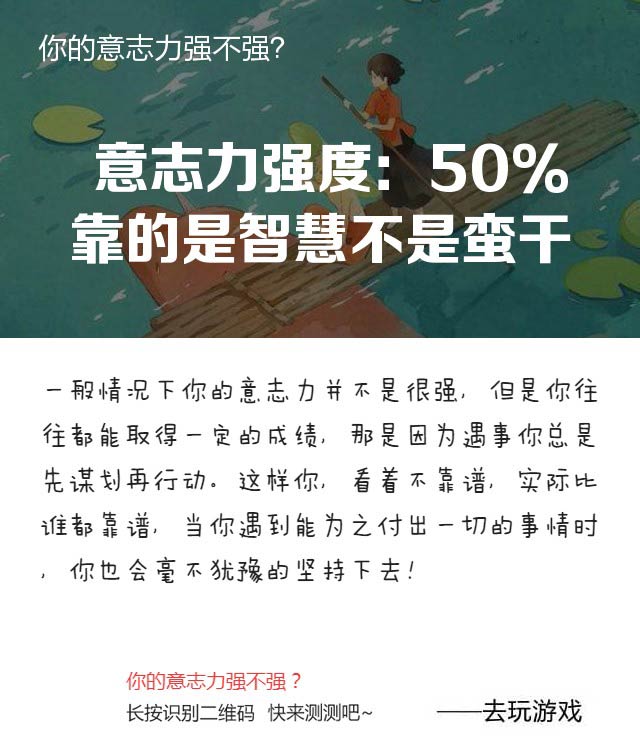 你的意志力强不强?
意志力强度：50%
靠的是智慧不是蛮干
一般情况下你的意志力并不是很强，但是你往
往都能取得一定的成绩，那是因为遇事你总是
先谋划再行动。这样你，看着不靠谱，实际比
谁都靠谱，当你遇到能为之付出一切的事情时
，你也会毫不犹豫的坚持下去！
你的意志力强不强？
长按识别二维码 快来测测吧~
——去玩游戏